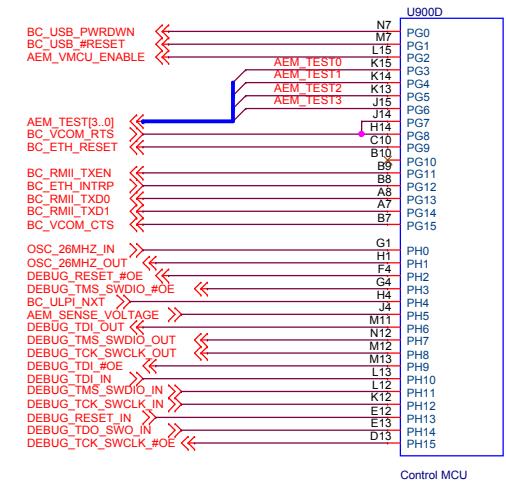 U900D
BC_USB_PWRDWN N7 PG0
BC_USB_#RESET M7 PG1
AEM_VMCU_ENABLE L15 PG2
AEM_TEST0 K15 PG3
AEM_TEST1 K14 PG4
AEM_TEST2 K13 PG5
AEM_TEST3 J15 PG6
AEM_TEST[3..0] J14 PG7
BC_VCOM_RTS H14 PG8
BC_ETH_RESET C10 PG9
B10 PG10
BC_RMII_TXEN B9 PG11
BC_ETH_INTRP B8 PG12
BC_RMII_TXD0 A8 PG13
BC_RMII_TXD1 A7 PG14
BC_VCOM_CTS B7 PG15
OSC_26MHZ_IN G1 PH0
OSC_26MHZ_OUT H1 PH1
DEBUG_RESET_#OE F4 PH2
DEBUG_TMS_SWDIO_#OE G4 PH3
BC_ULPI_NXT H4 PH4
AEM_SENSE_VOLTAGE J4 PH5
DEBUG_TDI_OUT M11 PH6
DEBUG_TMS_SWDIO_OUT N12 PH7
DEBUG_TCK_SWCLK_OUT M12 PH8
DEBUG_TDI_#OE M13 PH9
DEBUG_TDI_IN L13 PH10
DEBUG_TMS_SWDIO_IN L12 PH11
DEBUG_TCK_SWCLK_IN K12 PH12
DEBUG_RESET_IN E12 PH13
DEBUG_TDO_SWO_IN E13 PH14
DEBUG_TCK_SWCLK_#OE D13 PH15
Control MCU